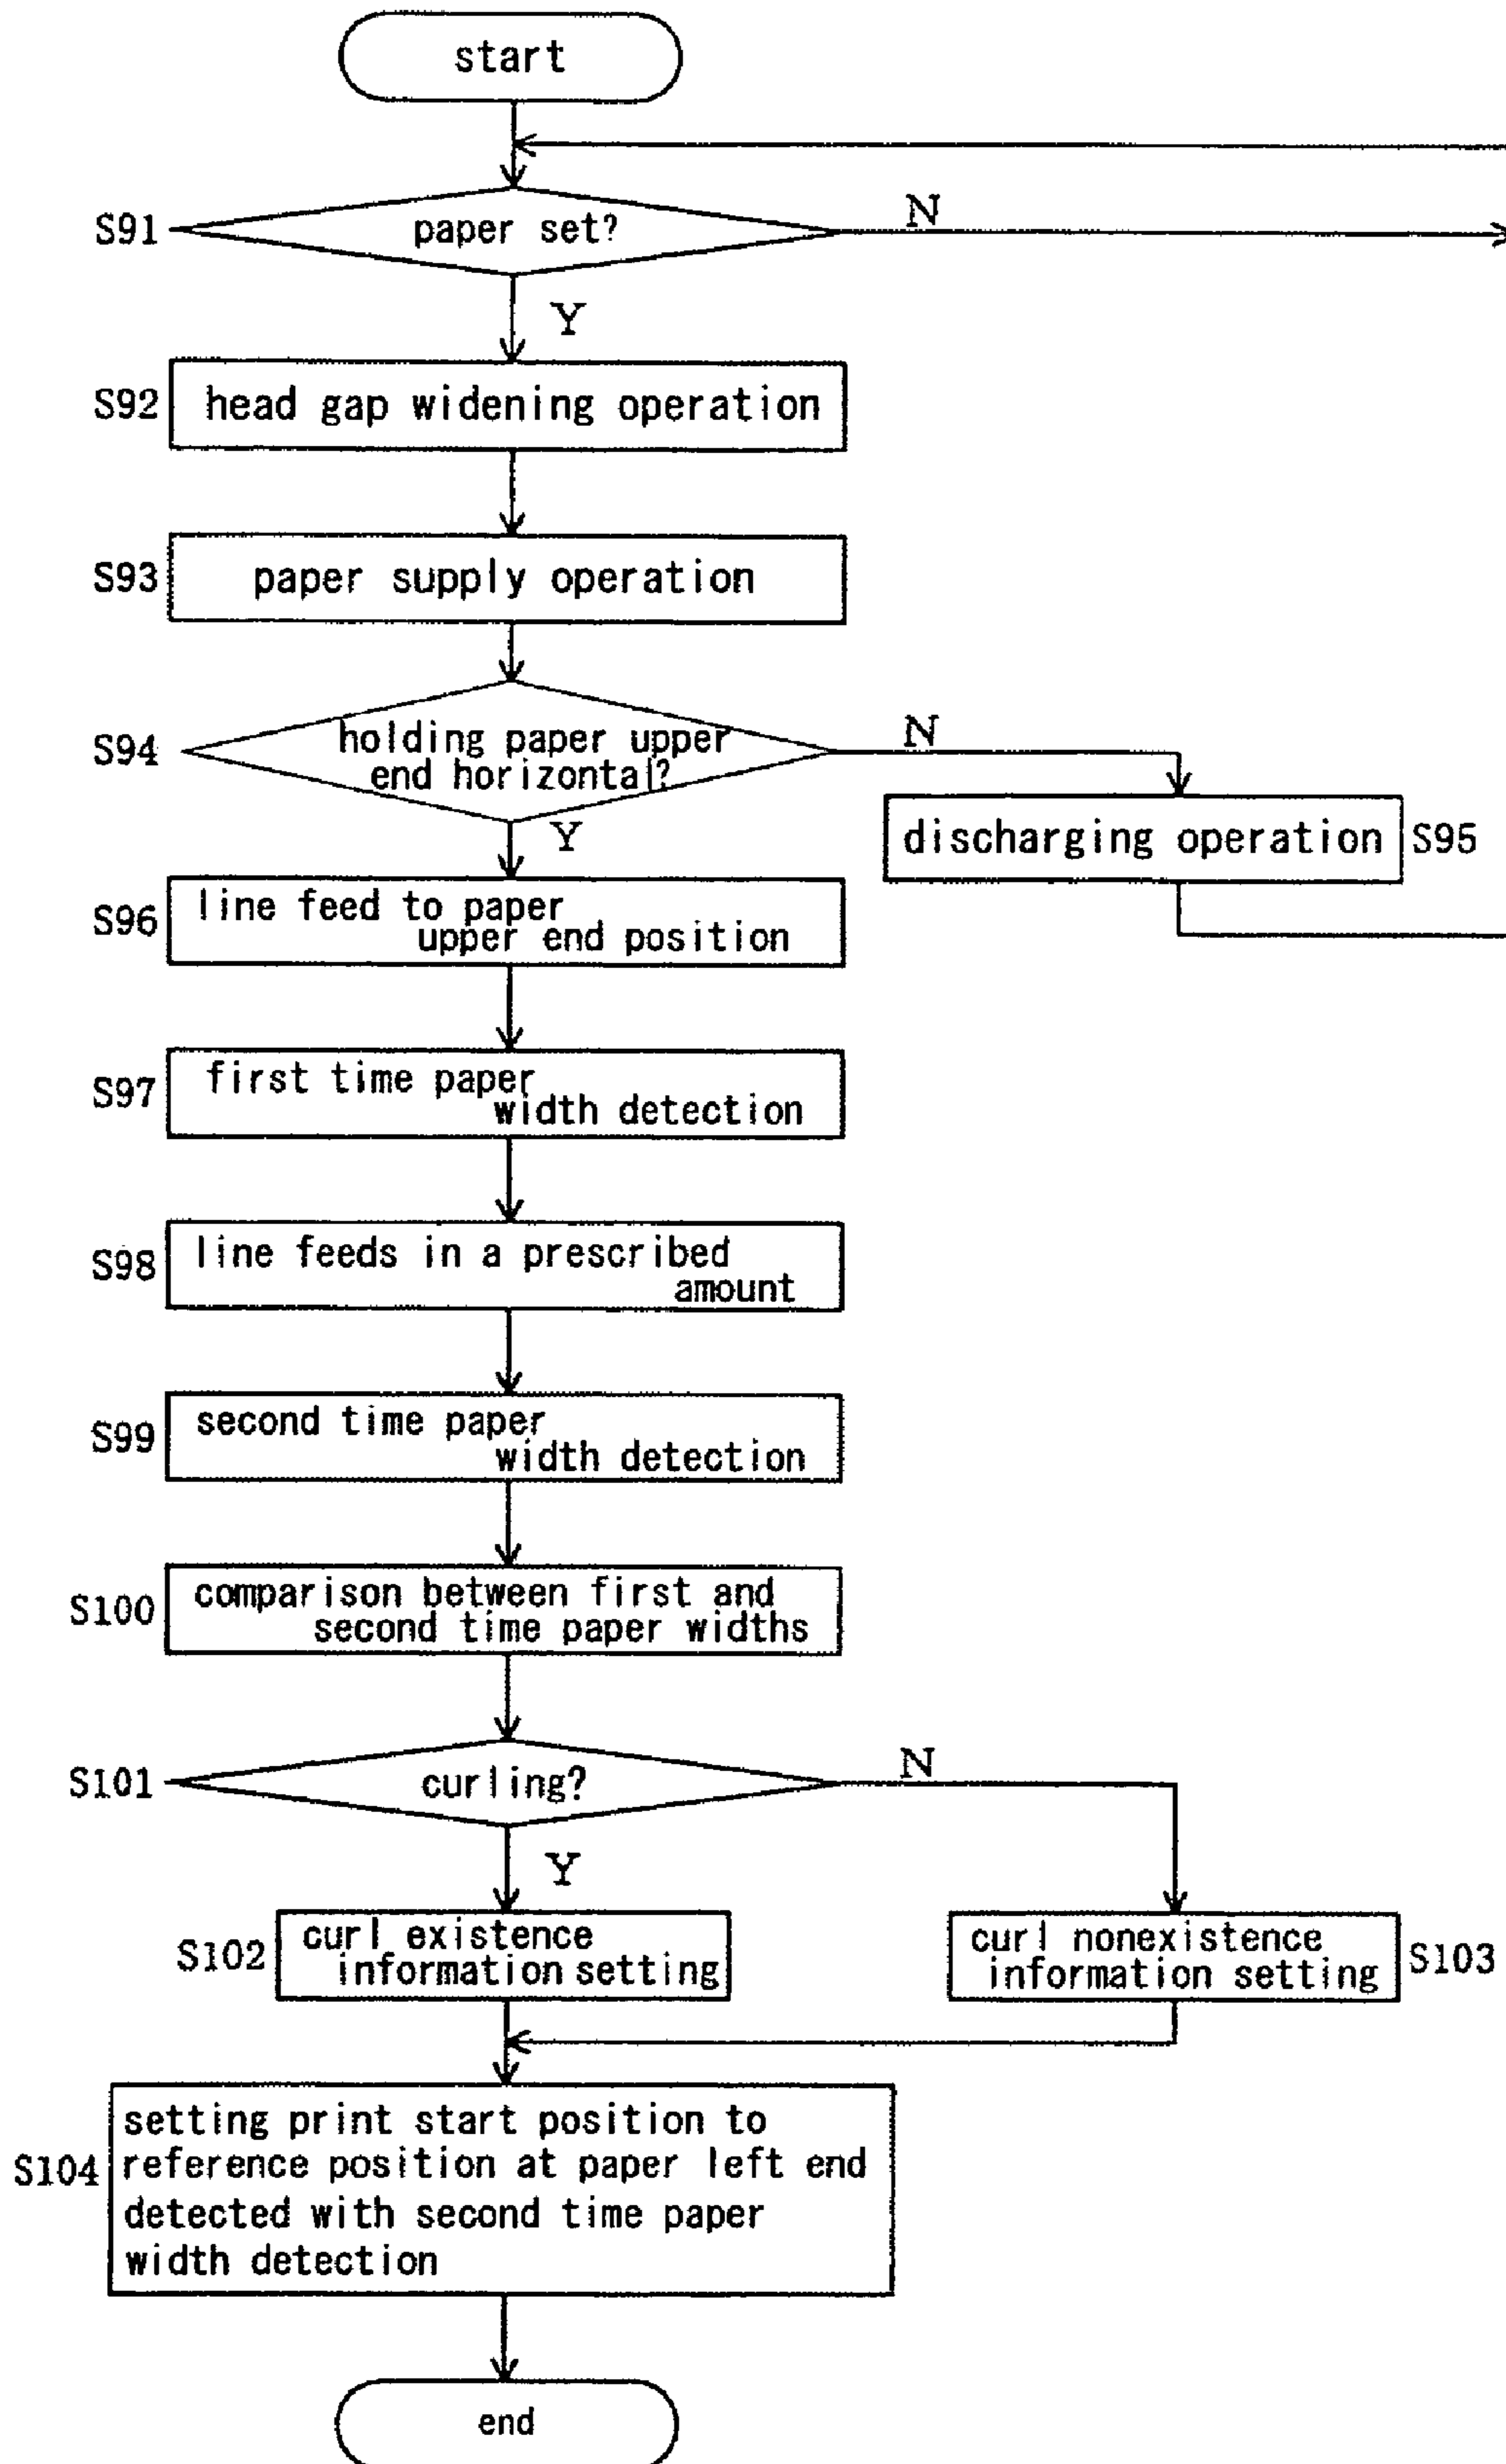 start
S91
paper set?
N
Y
S92
head gap widening operation
S93
paper supply operation
S94
holding paper upper
end horizontal?
N
Y
discharging operation
S95
S96
line feed to paper
upper end position
S97
first time paper
width detection
S98
line feeds in a prescribed
amount
S99
second time paper
width detection
S100
comparison between first and
second time paper widths
S101
curling?
N
Y
S102
curl existence
information setting
curl nonexistence
information setting
S103
S104
setting print start position to
reference position at paper left end
detected with second time paper
width detection
end